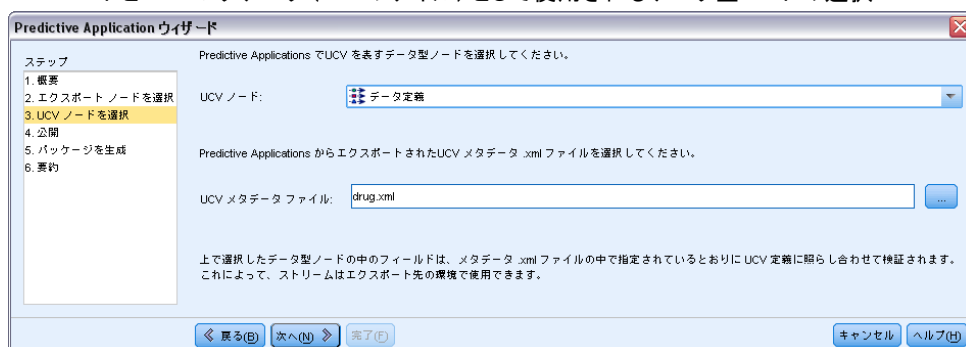 Predictive Application ウィザード
ステップ
1. 概要
2. エクスポート ノードを選択
3. UCV ノードを選択
4. 公開
5. パッケージを生成
6. 要約
Predictive Applications でUCV を表すデータ型ノードを選択してください。
UCV ノード:
データ定義
Predictive Applications からエクスポートされたUCV メタデータ .xml ファイルを選択してください。
UCV メタデータ ファイル:
drug.xml
...
上で選択したデータ型ノードの中のフィールドは、メタデータ .xml ファイルの中で指定されているとおりに UCV 定義に照らし合わせて検証されます。
これによって、ストリームはエクスポート先の環境で使用できます。
戻る(B)
次へ(N)
完了(F)
キャンセル
ヘルプ(H)